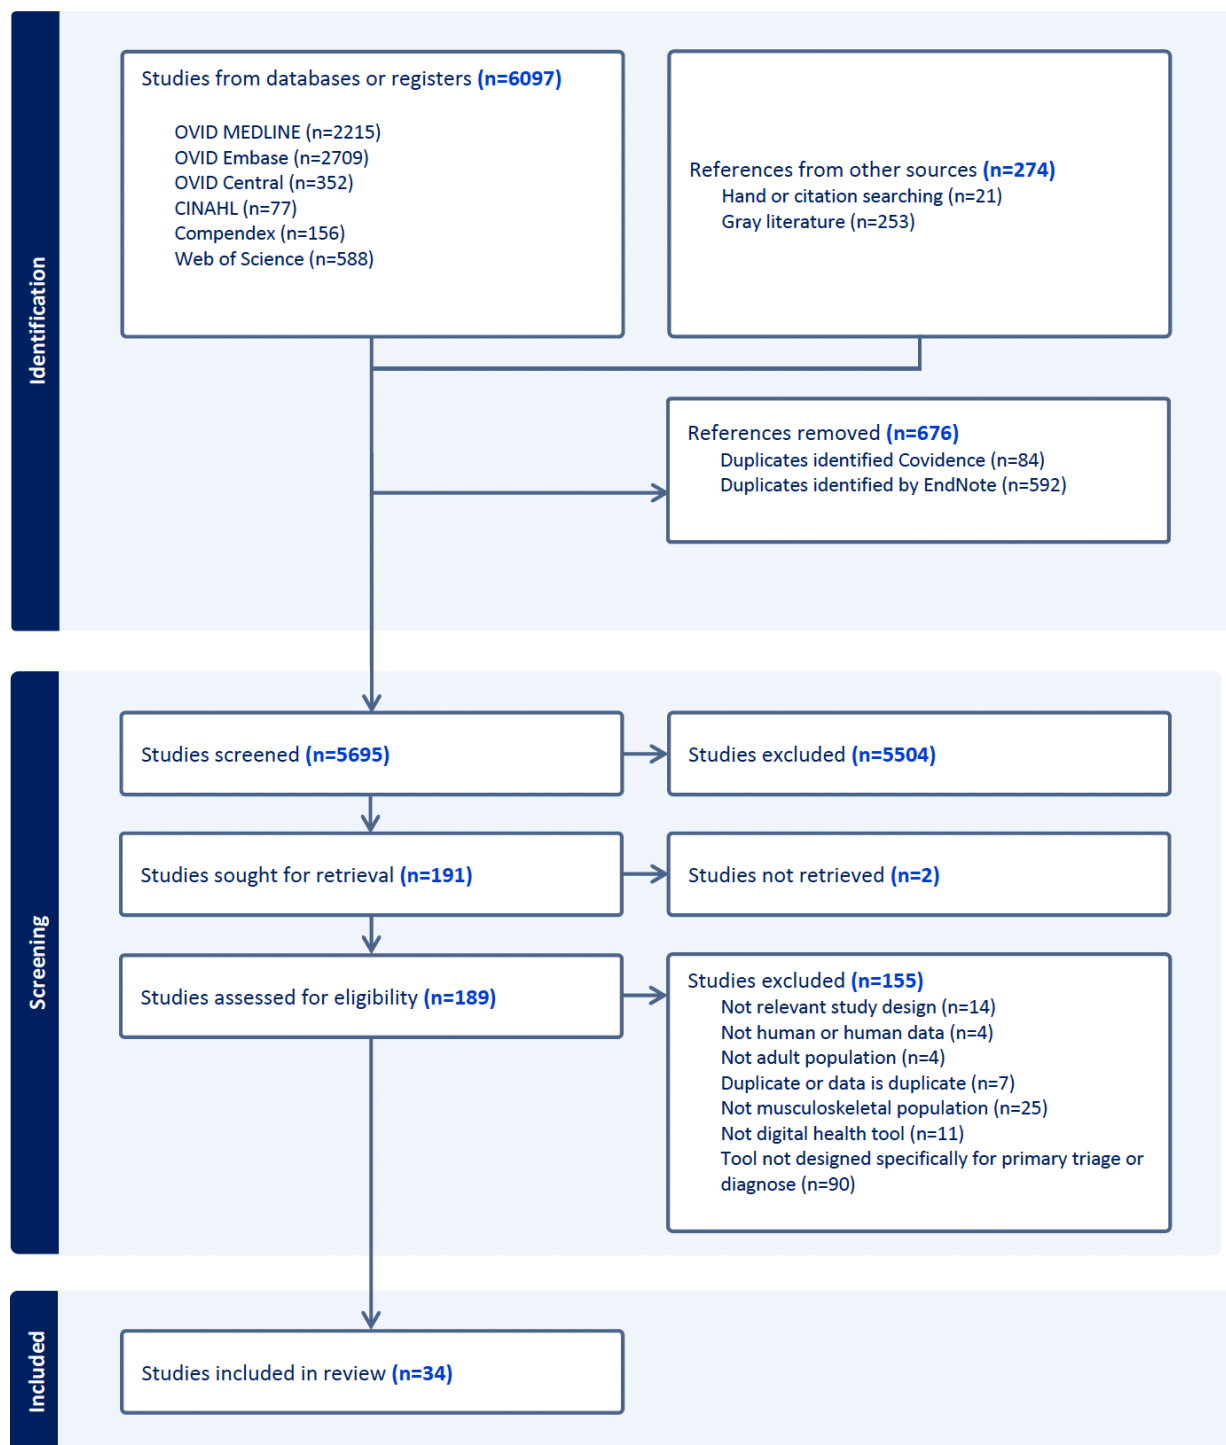 Identification
Studies from databases or registers (n=6097)
OVID MEDLINE (n=2215)
OVID Embase (n=2709)
OVID Central (n=352)
CINAHL (n=77)
Compendex (n=156)
Web of Science (n=588)
References from other sources (n=274)
Hand or citation searching (n=21)
Gray literature (n=253)
References removed (n=676)
Duplicates identified Covidence (n=84)
Duplicates identified by EndNote (n=592)
Screening
Studies screened (n=5695)
Studies excluded (n=5504)
Studies sought for retrieval (n=191)
Studies not retrieved (n=2)
Studies assessed for eligibility (n=189)
Studies excluded (n=155)
Not relevant study design (n=14)
Not human or human data (n=4)
Not adult population (n=4)
Duplicate or data is duplicate (n=7)
Not musculoskeletal population (n=25)
Not digital health tool (n=11)
Tool not designed specifically for primary triage or
diagnose (n=90)
Included
Studies included in review (n=34)